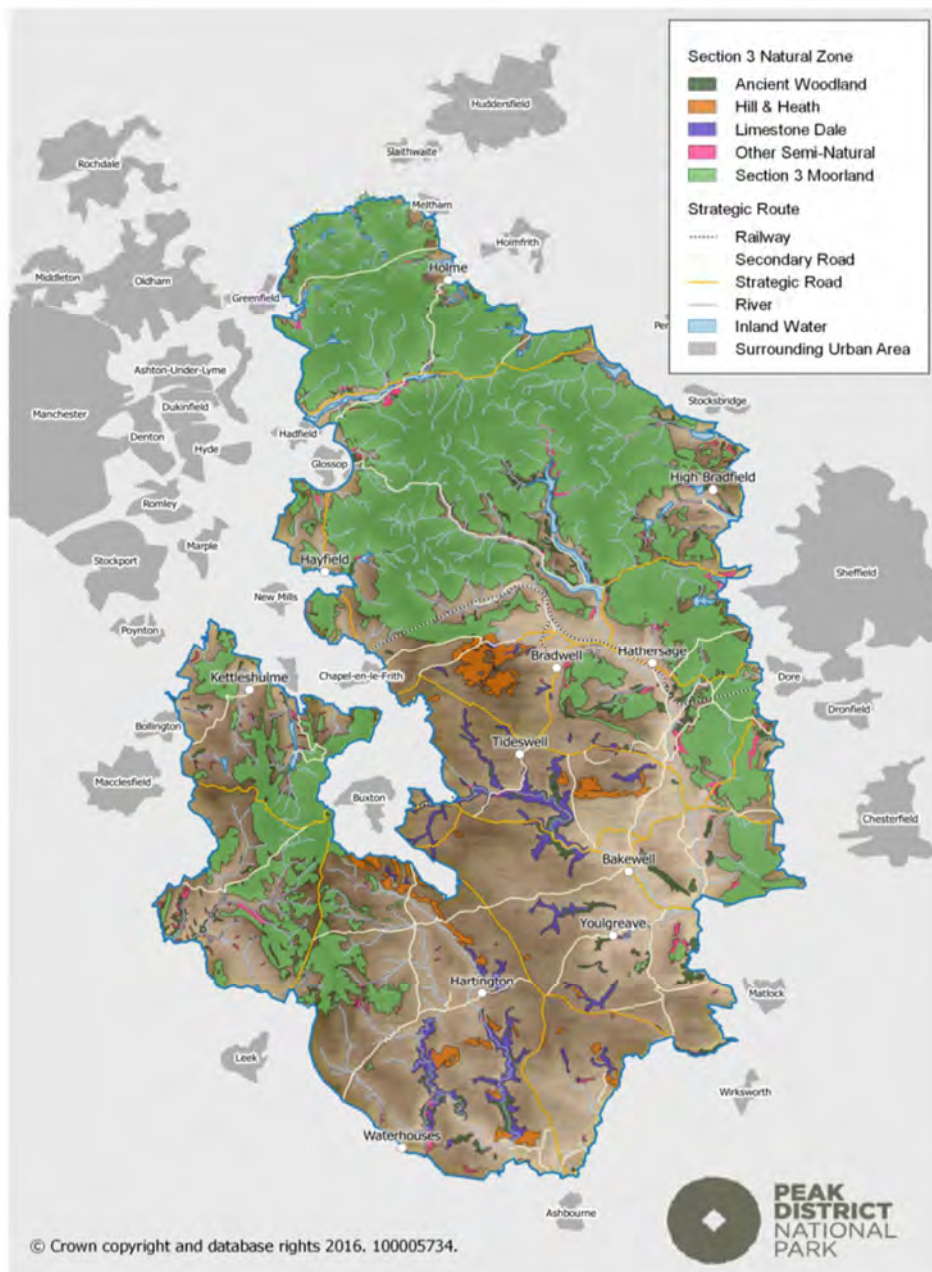 Section 3 Natural Zone
Ancient Woodland
Hill & Heath
Limestone Dale
Other Semi-Natural
Section 3 Moorland
Strategic Route
Railway
Secondary Road
Strategic Road
River
Inland Water
Surrounding Urban Area
Huddersfield
Slaithwaite
Rochdale
Meltham
Holmfirth
Middleton
Oldham
Holme
Greenfield
Ashton-Under-Lyme
Dukinfield
Manchester
Denton
Hyde
Hadfield
Glossop
Stocksbridge
High Bradfield
Romley
Marple
Stockport
Hayfield
Sheffield
New Mills
Poynton
Chapel-en-le-Frith
Bradwell
Hathersage
Kettleshulme
Dore
Dronfield
Bollington
Tideswell
Macclesfield
Buxton
Chesterfield
Bakewell
Youlgreave
Hartington
Matlock
Leek
Wirksworth
Waterhouses
Ashbourne
PEAK
DISTRICT
NATIONAL
PARK
© Crown copyright and database rights 2016. 100005734.